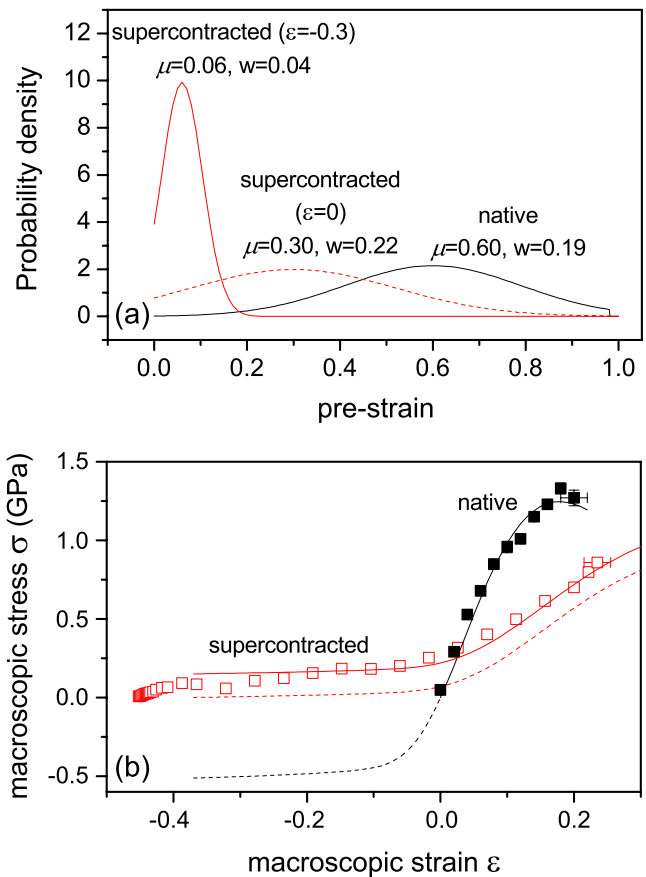 12
10
8
6
4
2
0
Probability density
supercontracted (ε=-0.3)
μ=0.06, w=0.04
supercontracted
(ε=0)
μ=0.30, w=0.22
native
μ=0.60, w=0.19
(a)
0.0 0.2 0.4 0.6 0.8 1.0
pre-strain
1.5
1.0
0.5
0.0
-0.5
macroscopic stress σ (GPa)
native
supercontracted
(b)
-0.4 -0.2 0.0 0.2
macroscopic strain ε